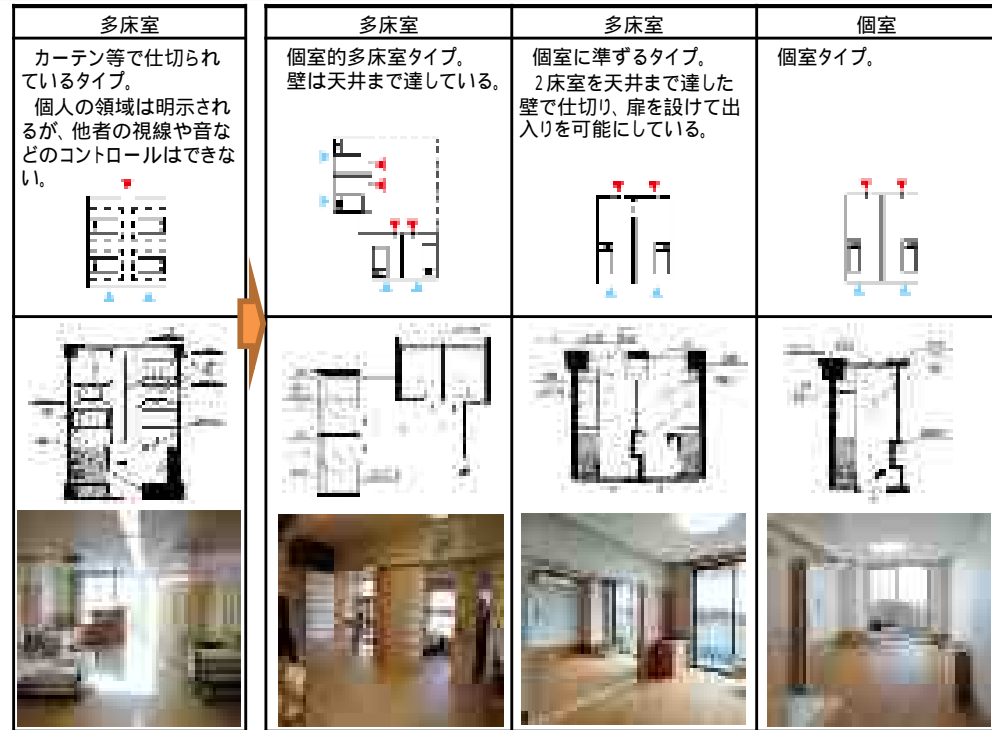 多床室
カーテン等で仕切られ
ているタイプ。
個人の領域は明示され
るが、他者の視線や音な
どのコントロールはできな
い。
多床室
個室的多床室タイプ。
壁は天井まで達している。
多床室
個室に準ずるタイプ。
2床室を天井まで達した
壁で仕切り、扉を設けて出
入りを可能にしている。
個室
個室タイプ。